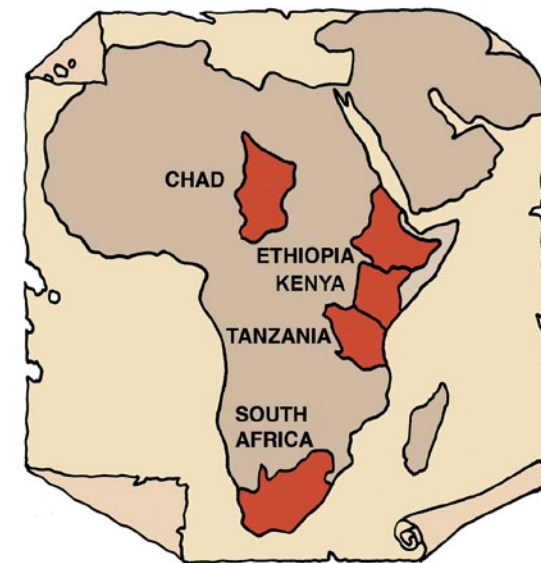 CHAD
ETHIOPIA
KENYA
TANZANIA
SOUTH
AFRICA